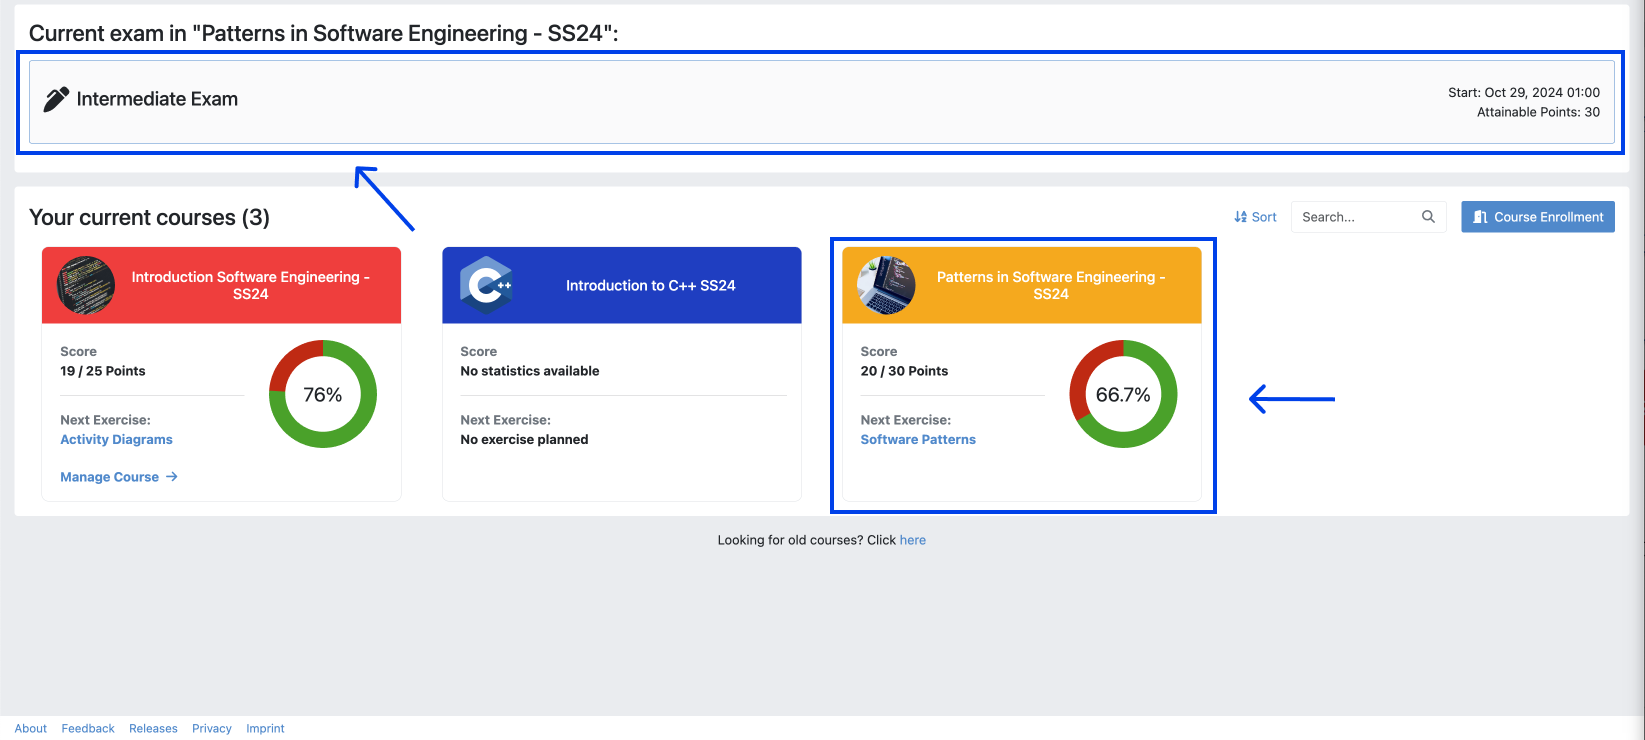 Current exam in "Patterns in Software Engineering - SS24":
Intermediate Exam
Start: Oct 29, 2024 01:00
Attainable Points: 30
Your current courses (3)
Sort
Search...
Course Enrollment
Introduction Software Engineering -
SS24
Score
19 / 25 Points
76%
Next Exercise:
Activity Diagrams
Manage Course
C++
Introduction to C++ SS24
Score
No statistics available
Next Exercise:
No exercise planned
Patterns in Software Engineering -
SS24
Score
20 / 30 Points
66.7%
Next Exercise:
Software Patterns
Looking for old courses? Click here
About Feedback Releases Privacy Imprint